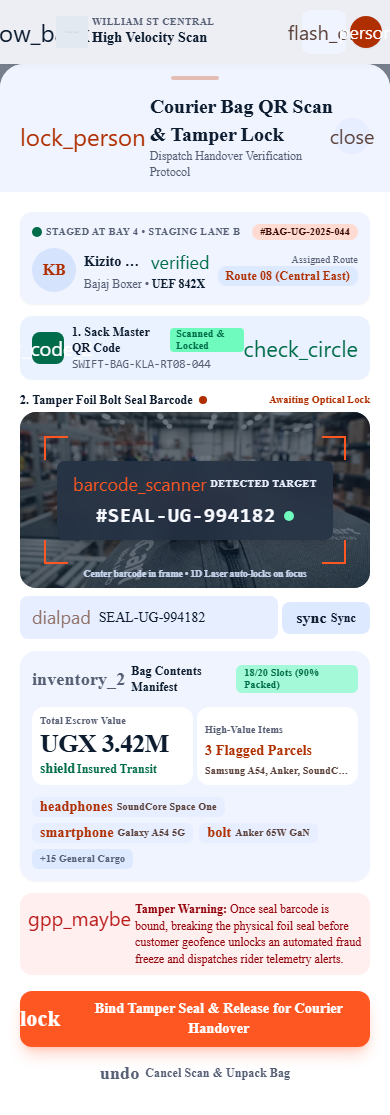 WILLIAM ST CENTRAL
High Velocity Scan
flash_
person
lock_person
Courier Bag QR Scan
& Tamper Lock
Dispatch Handover Verification
Protocol
close
STAGED AT BAY 4 • STAGING LANE B
#BAG-UG-2025-044
KB
Kizito ...
verified
Bajaj Boxer • UEF 842X
Assigned Route
Route 08 (Central East)
code
1. Sack Master
QR Code
SWIFT-BAG-KLA-RT08-044
Scanned &
Locked
check_circle
2. Tamper Foil Bolt Seal Barcode
Awaiting Optical Lock
barcode_scanner DETECTED TARGET
#SEAL-UG-994182
Center barcode in frame • 1D Laser auto-locks on focus
dialpad SEAL-UG-994182
sync Sync
inventory_2
Bag Contents
Manifest
18/20 Slots (90%
Packed)
Total Escrow Value
UGX 3.42M
shield Insured Transit
High-Value Items
3 Flagged Parcels
Samsung A54, Anker, SoundC...
headphones SoundCore Space One
smartphone Galaxy A54 5G
bolt Anker 65W GaN
+15 General Cargo
gpp_maybe
Tamper Warning: Once seal barcode is
bound, breaking the physical foil seal before
customer geofence unlocks an automated fraud
freeze and dispatches rider telemetry alerts.
lock
Bind Tamper Seal & Release for Courier
Handover
undo Cancel Scan & Unpack Bag